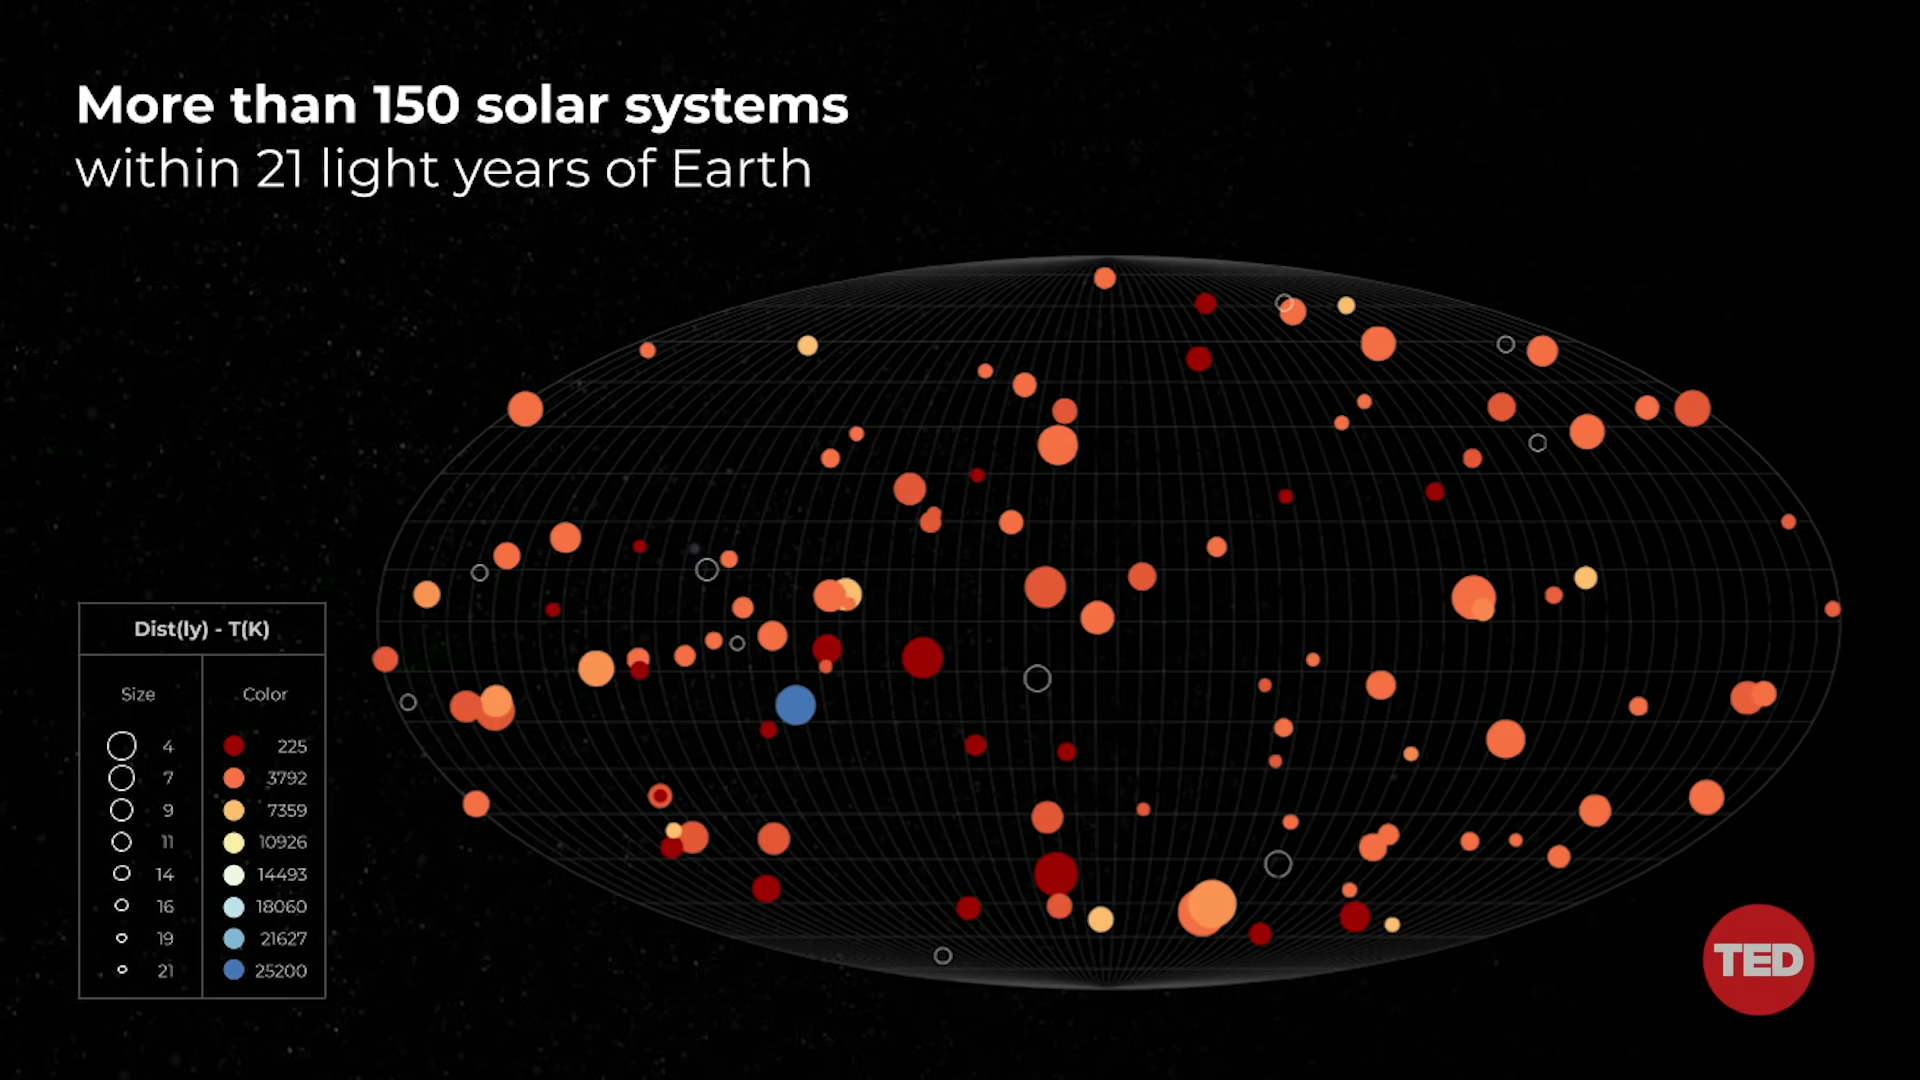 More than 150 solar systems
within 21 light years of Earth
Dist(ly) - T(K)
Size Color
4 225
7 3792
9 7359
11 10926
14 14493
16 18060
19 21627
21 25200
TED